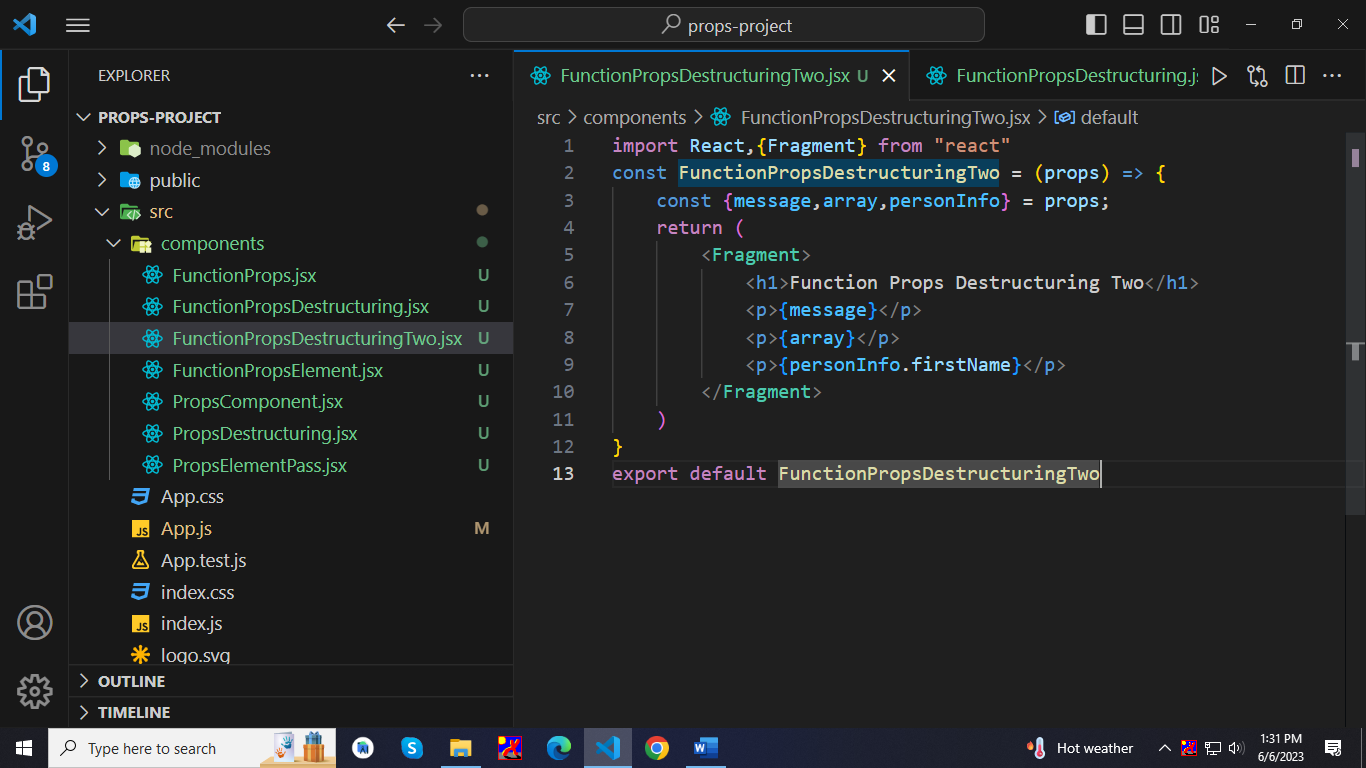 props-project
EXPLORER
PROPS-PROJECT
node_modules
public
src
components
FunctionProps.jsx U
FunctionPropsDestructuring.jsx U
FunctionPropsDestructuringTwo.jsx U
FunctionPropsElement.jsx U
PropsComponent.jsx U
PropsDestructuring.jsx U
PropsElementPass.jsx U
App.css
App.js M
App.test.js
index.css
index.js
logo.svg
OUTLINE
TIMELINE
8
FunctionPropsDestructuringTwo.jsx U
FunctionPropsDestructuring.js
src > components > FunctionPropsDestructuringTwo.jsx > default
1 import React,{Fragment} from "react"
2 const FunctionPropsDestructuringTwo = (props) => {
3 const {message,array,personInfo} = props;
4 return (
5 <Fragment>
6 <h1>Function Props Destructuring Two</h1>
7 <p>{message}</p>
8 <p>{array}</p>
9 <p>{personInfo.firstName}</p>
10 </Fragment>
11 )
12 }
13 export default FunctionPropsDestructuringTwo
Type here to search
Hot weather
1:31 PM
6/6/2023